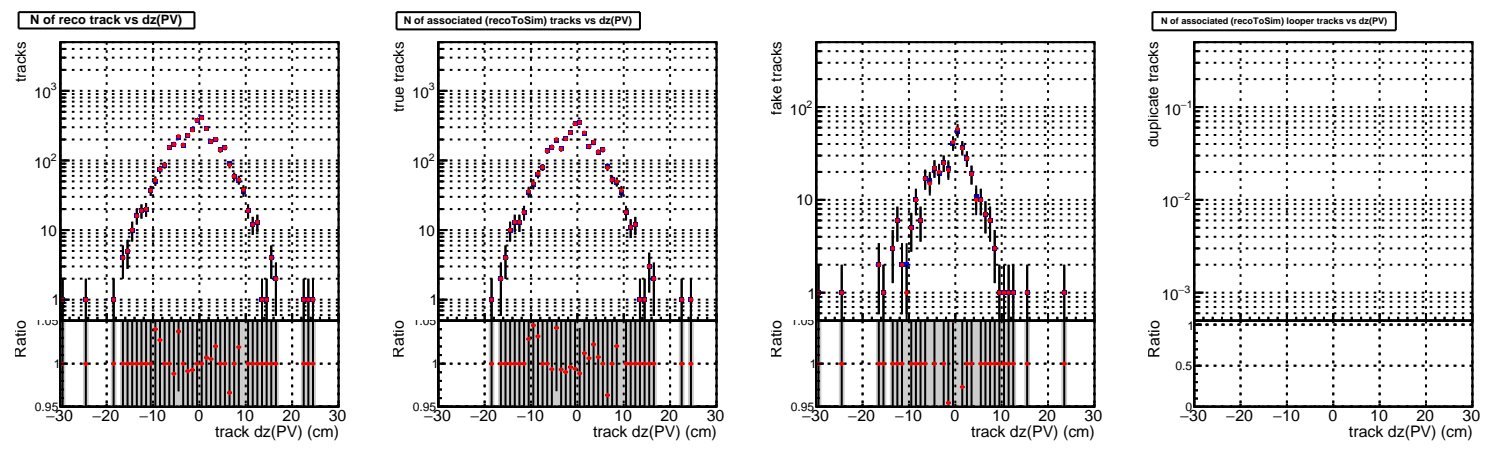 N of reco track vs dz(PV)
tracks
10³
10²
10
1
Ratio
1.05
1
0.95
−30 −20 −10 0 10 20 30
track dz(PV) (cm)
N of associated (recoToSim) tracks vs dz(PV)
true tracks
10³
10²
10
1
Ratio
1.05
1
0.95
−30 −20 −10 0 10 20 30
track dz(PV) (cm)
fake tracks
10²
10
1
Ratio
1.05
1
0.95
−30 −20 −10 0 10 20 30
track dz(PV) (cm)
N of associated (recoToSim) looper tracks vs dz(PV)
duplicate tracks
10⁻¹
10⁻²
10⁻³
Ratio
1
0.5
0
−30 −20 −10 0 10 20 30
track dz(PV) (cm)